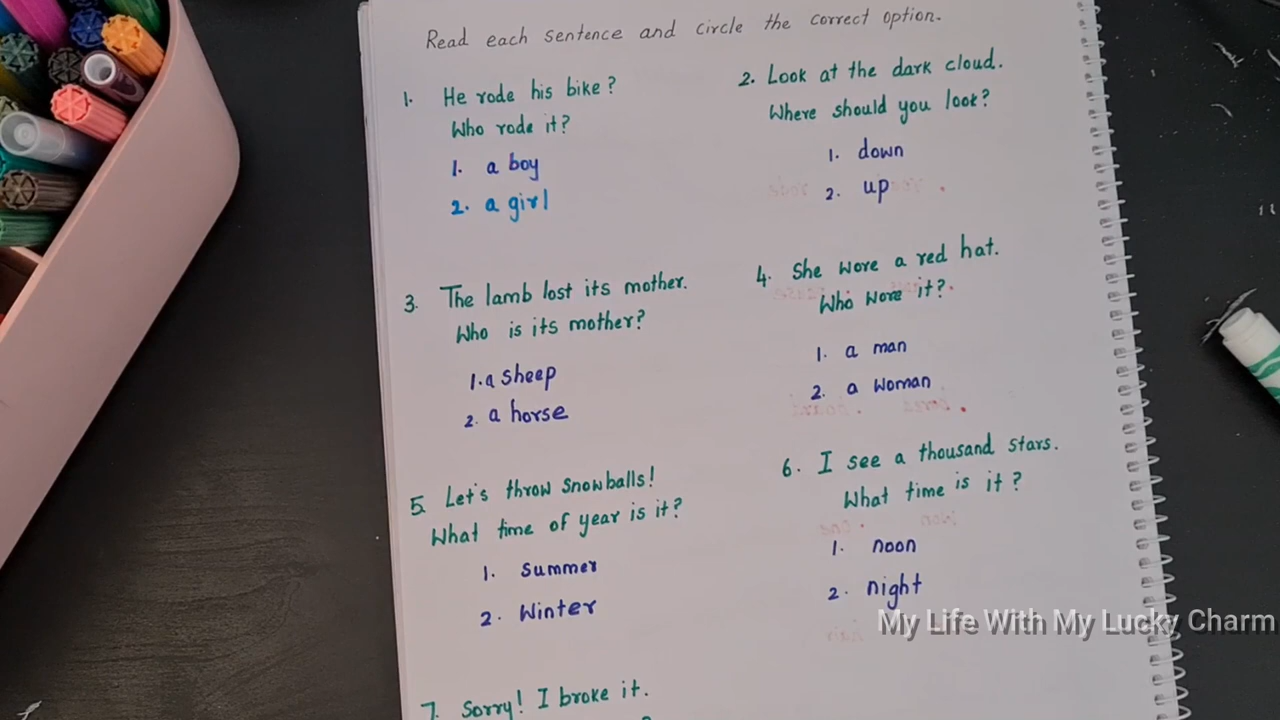 Read each sentence and circle the correct option.
1. He rode his bike?
Who rode it?
1. a boy
2. a girl
2. Look at the dark cloud.
Where should you look?
1. down
2. up
3. The lamb lost its mother.
Who is its mother?
1. a sheep
2. a horse
4. She wore a red hat.
Who wore it?
1. a man
2. a woman
5. Let's throw snowballs!
What time of year is it?
1. Summer
2. Winter
6. I see a thousand stars.
What time is it?
1. noon
2. night
My Life With My Lucky Charm
7. Sorry! I broke it.